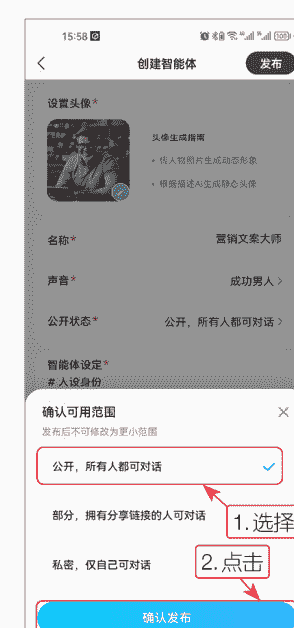 15:58
创建智能体
发布
设置头像*
头像生成指南
• 传人物照片生成动态形象
• 根据描述AI生成静态头像
名称*
营销文案大师
声音*
成功男人 >
公开状态*
公开，所有人都可对话 >
智能体设定*
# 人设身份
确认可用范围
发布后不可修改为更小范围
公开，所有人都可对话
部分，拥有分享链接的人可对话
1.选择
私密，仅自己可对话
2.点击
确认发布